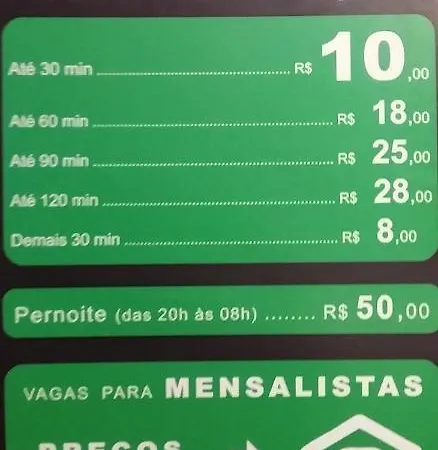 Até 30 min ........................ R$ 10,00
Até 60 min ........................ R$ 18,00
Até 90 min ........................ R$ 25,00
Até 120 min ........................ R$ 28,00
Demais 30 min ........................ R$ 8,00
Pernoite (das 20h às 08h) ........ R$ 50,00
VAGAS PARA MENSALISTAS
PREÇOS